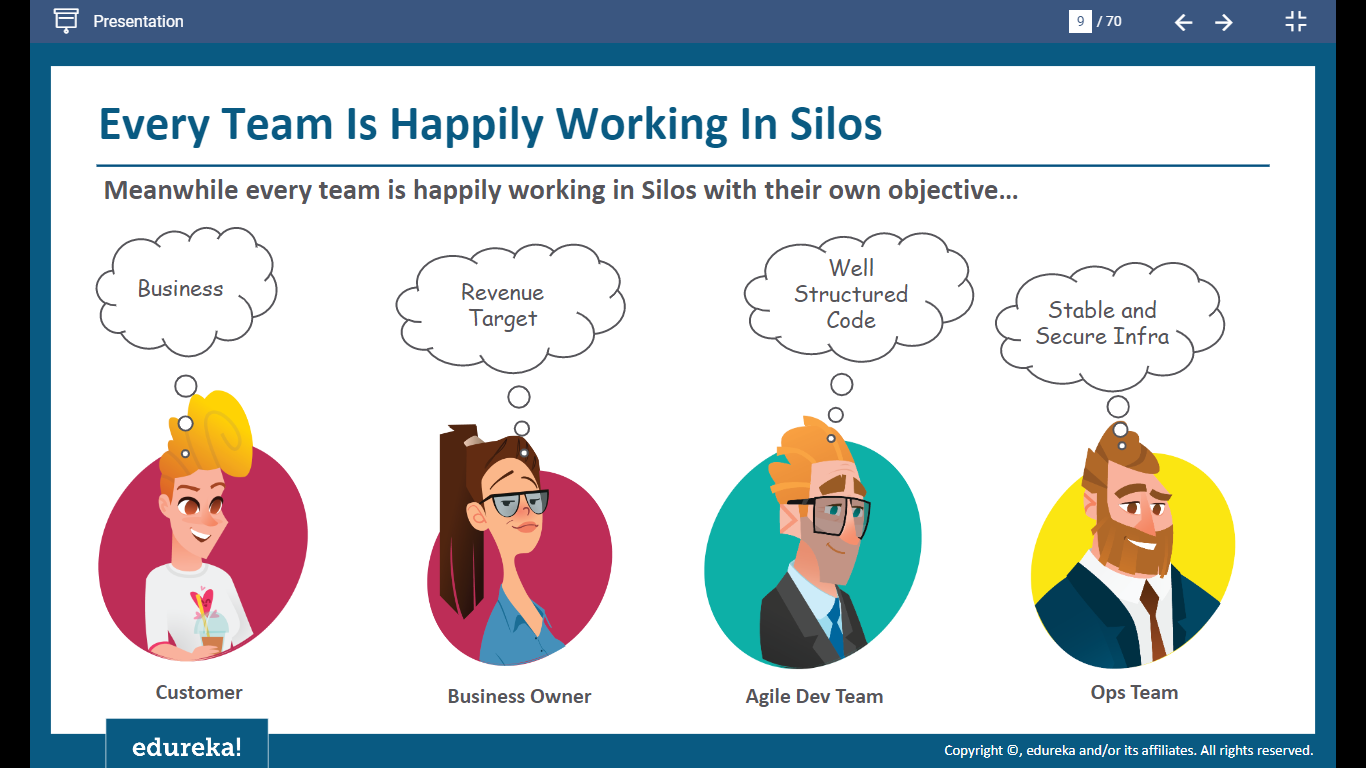 Presentation
9 / 70
Every Team Is Happily Working In Silos
Meanwhile every team is happily working in Silos with their own objective...
Business
Revenue
Target
Well
Structured
Code
Stable and
Secure Infra
Customer
Business Owner
Agile Dev Team
Ops Team
edureka!
Copyright ©, edureka and/or its affiliates. All rights reserved.